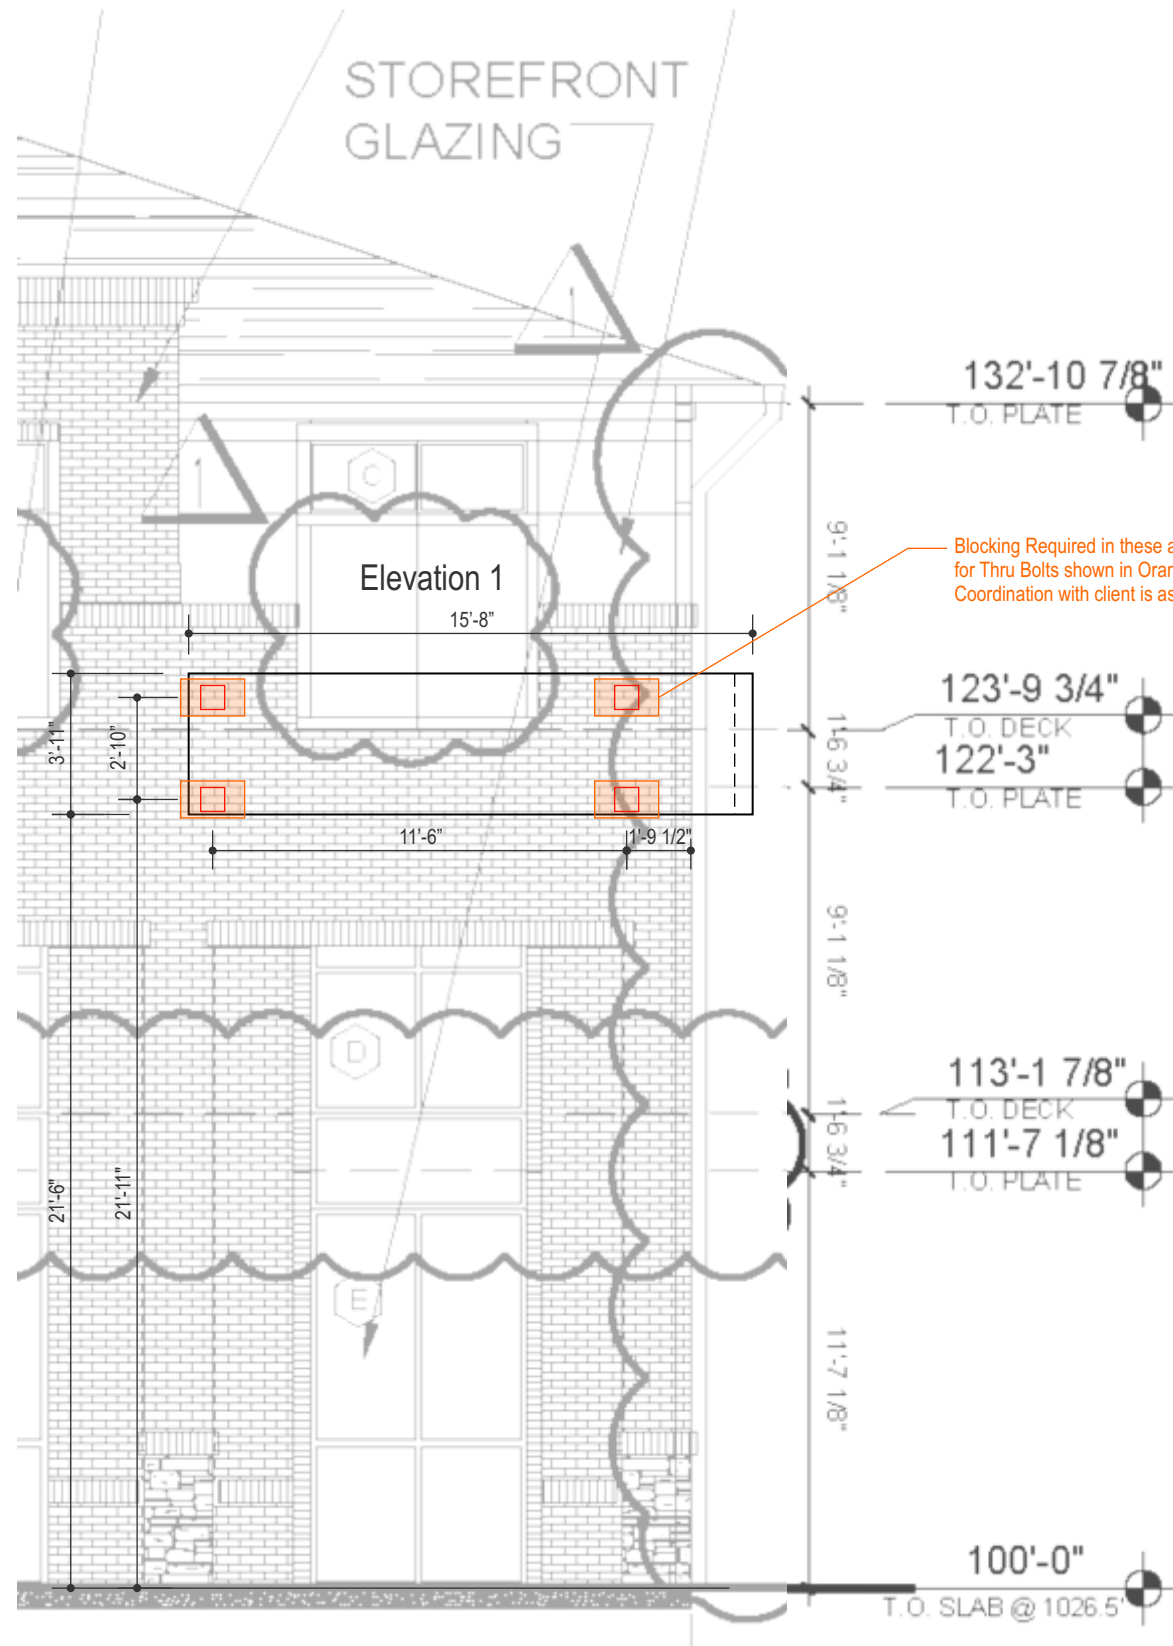 STOREFRONT
GLAZING
132'-10 7/8"
T.O. PLATE
C
1
1
9'-1 1/8"
Blocking Required in these
for Thru Bolts shown in
Coordination with client is
Elevation 1
15'-8"
123'-9 3/4"
T.O. DECK
1'-6 3/4"
122'-3"
T.O. PLATE
3'-11"
2'-10"
11'-6"
1'-9 1/2"
9'-1 1/8"
D
113'-1 7/8"
T.O. DECK
1'-6 3/4"
111'-7 1/8"
T.O. PLATE
21'-6"
21'-11"
E
11'-7 1/8"
100'-0"
T.O. SLAB @ 1026.5'